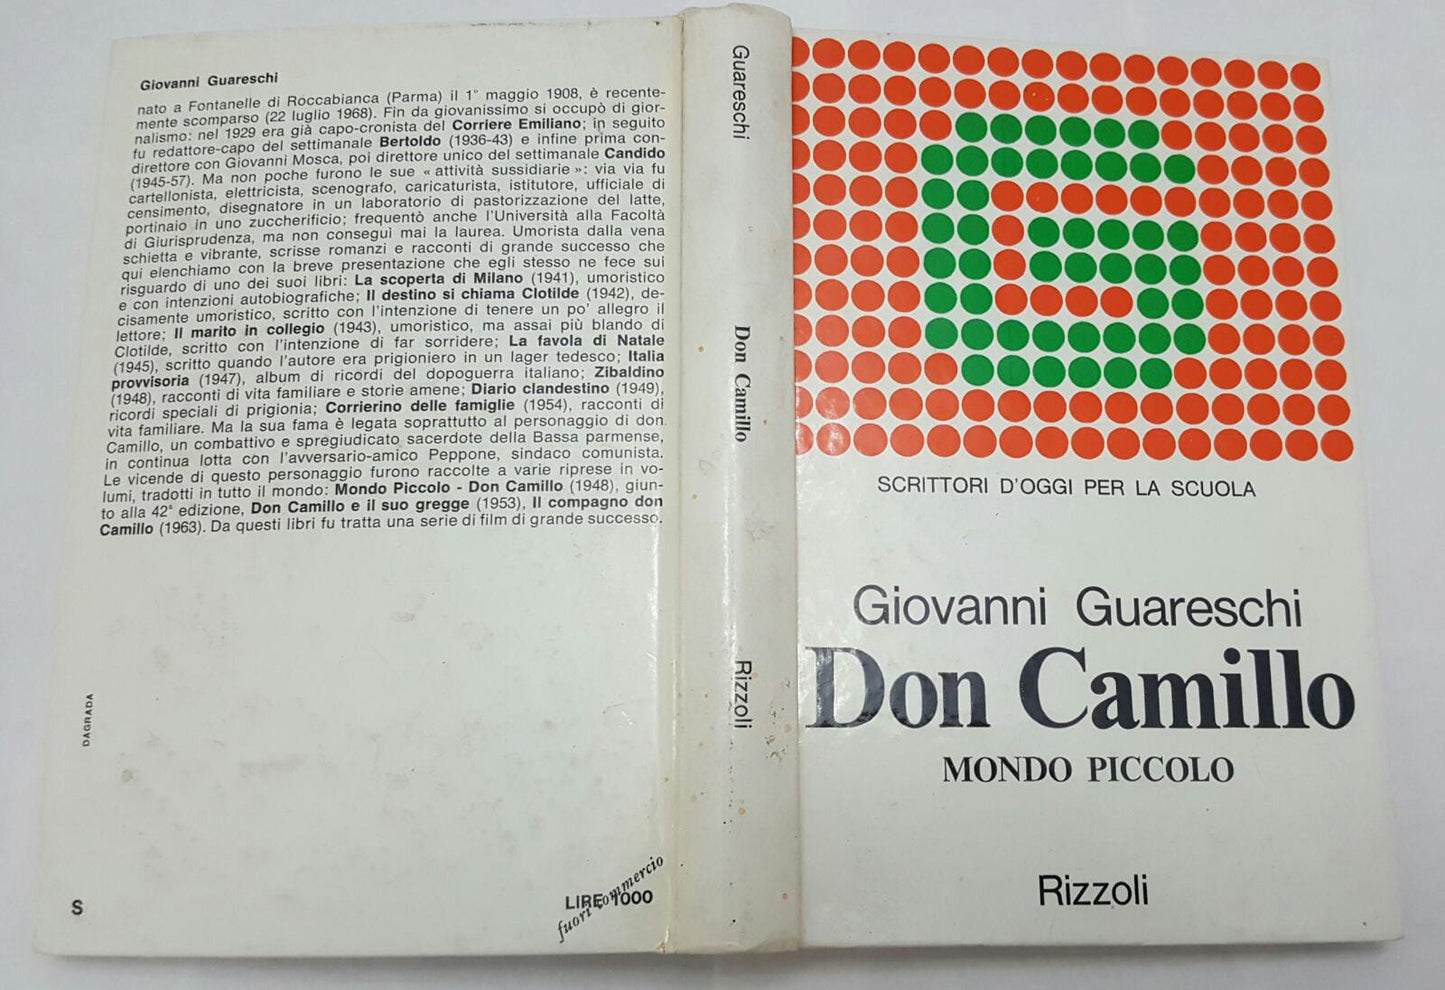 Giovanni Guareschi
nato a Fontanelle di Roccabianca (Parma) il 1° maggio 1908, è recente-
mente scomparso (22 luglio 1968). Fin da giovanissimo si occupò di gior-
nalismo: nel 1929 era già capo-cronista del Corriere Emiliano; in seguito
fu redattore-capo del settimanale Bertoldo (1936-43) e infine prima con-
direttore con Giovanni Mosca, poi direttore unico del settimanale Candido
(1945-57). Ma non poche furono le sue « attività sussidiarie »: via via fu
cartellonista, elettricista, scenografo, caricaturista, istitutore, ufficiale di
censimento, disegnatore in un laboratorio di pastorizzazione del latte,
portinaio in uno zuccherificio; frequentò anche l'Università alla Facoltà
di Giurisprudenza, ma non conseguì mai la laurea. Umorista dalla vena
schietta e vibrante, scrisse romanzi e racconti di grande successo che
qui elenchiamo con la breve presentazione che egli stesso ne fece sui
risguardo di uno dei suoi libri: La scoperta di Milano (1941), umoristico
e con intenzioni autobiografiche; Il destino si chiama Clotilde (1942), de-
cisamente umoristico, scritto con l'intenzione di tenere un po' allegro il
lettore; Il marito in collegio (1943), umoristico, ma assai più blando di
Clotilde, scritto con l'intenzione di far sorridere; La favola di Natale
(1945), scritto quando l'autore era prigioniero in un lager tedesco; Italia
provvisoria (1947), album di ricordi del dopoguerra italiano; Zibaldino
(1948), racconti di vita familiare e storie amene; Diario clandestino (1949),
ricordi speciali di prigionia; Corrierino delle famiglie (1954), racconti di
vita familiare. Ma la sua fama è legata soprattutto al personaggio di don
Camillo, un combattivo e spregiudicato sacerdote della Bassa parmense,
in continua lotta con l'avversario-amico Peppone, sindaco comunista.
Le vicende di questo personaggio furono raccolte a varie riprese in vo-
lumi, tradotti in tutto il mondo: Mondo Piccolo - Don Camillo (1948), giun-
to alla 42ª edizione, Don Camillo e il suo gregge (1953), Il compagno don
Camillo (1963). Da questi libri fu tratta una serie di film di grande successo.
DAGRADA
S
LIRE 1000
fuori commercio
Guareschi
Don Camillo
Rizzoli
SCRITTORI D'OGGI PER LA SCUOLA
Giovanni Guareschi
Don Camillo
MONDO PICCOLO
Rizzoli